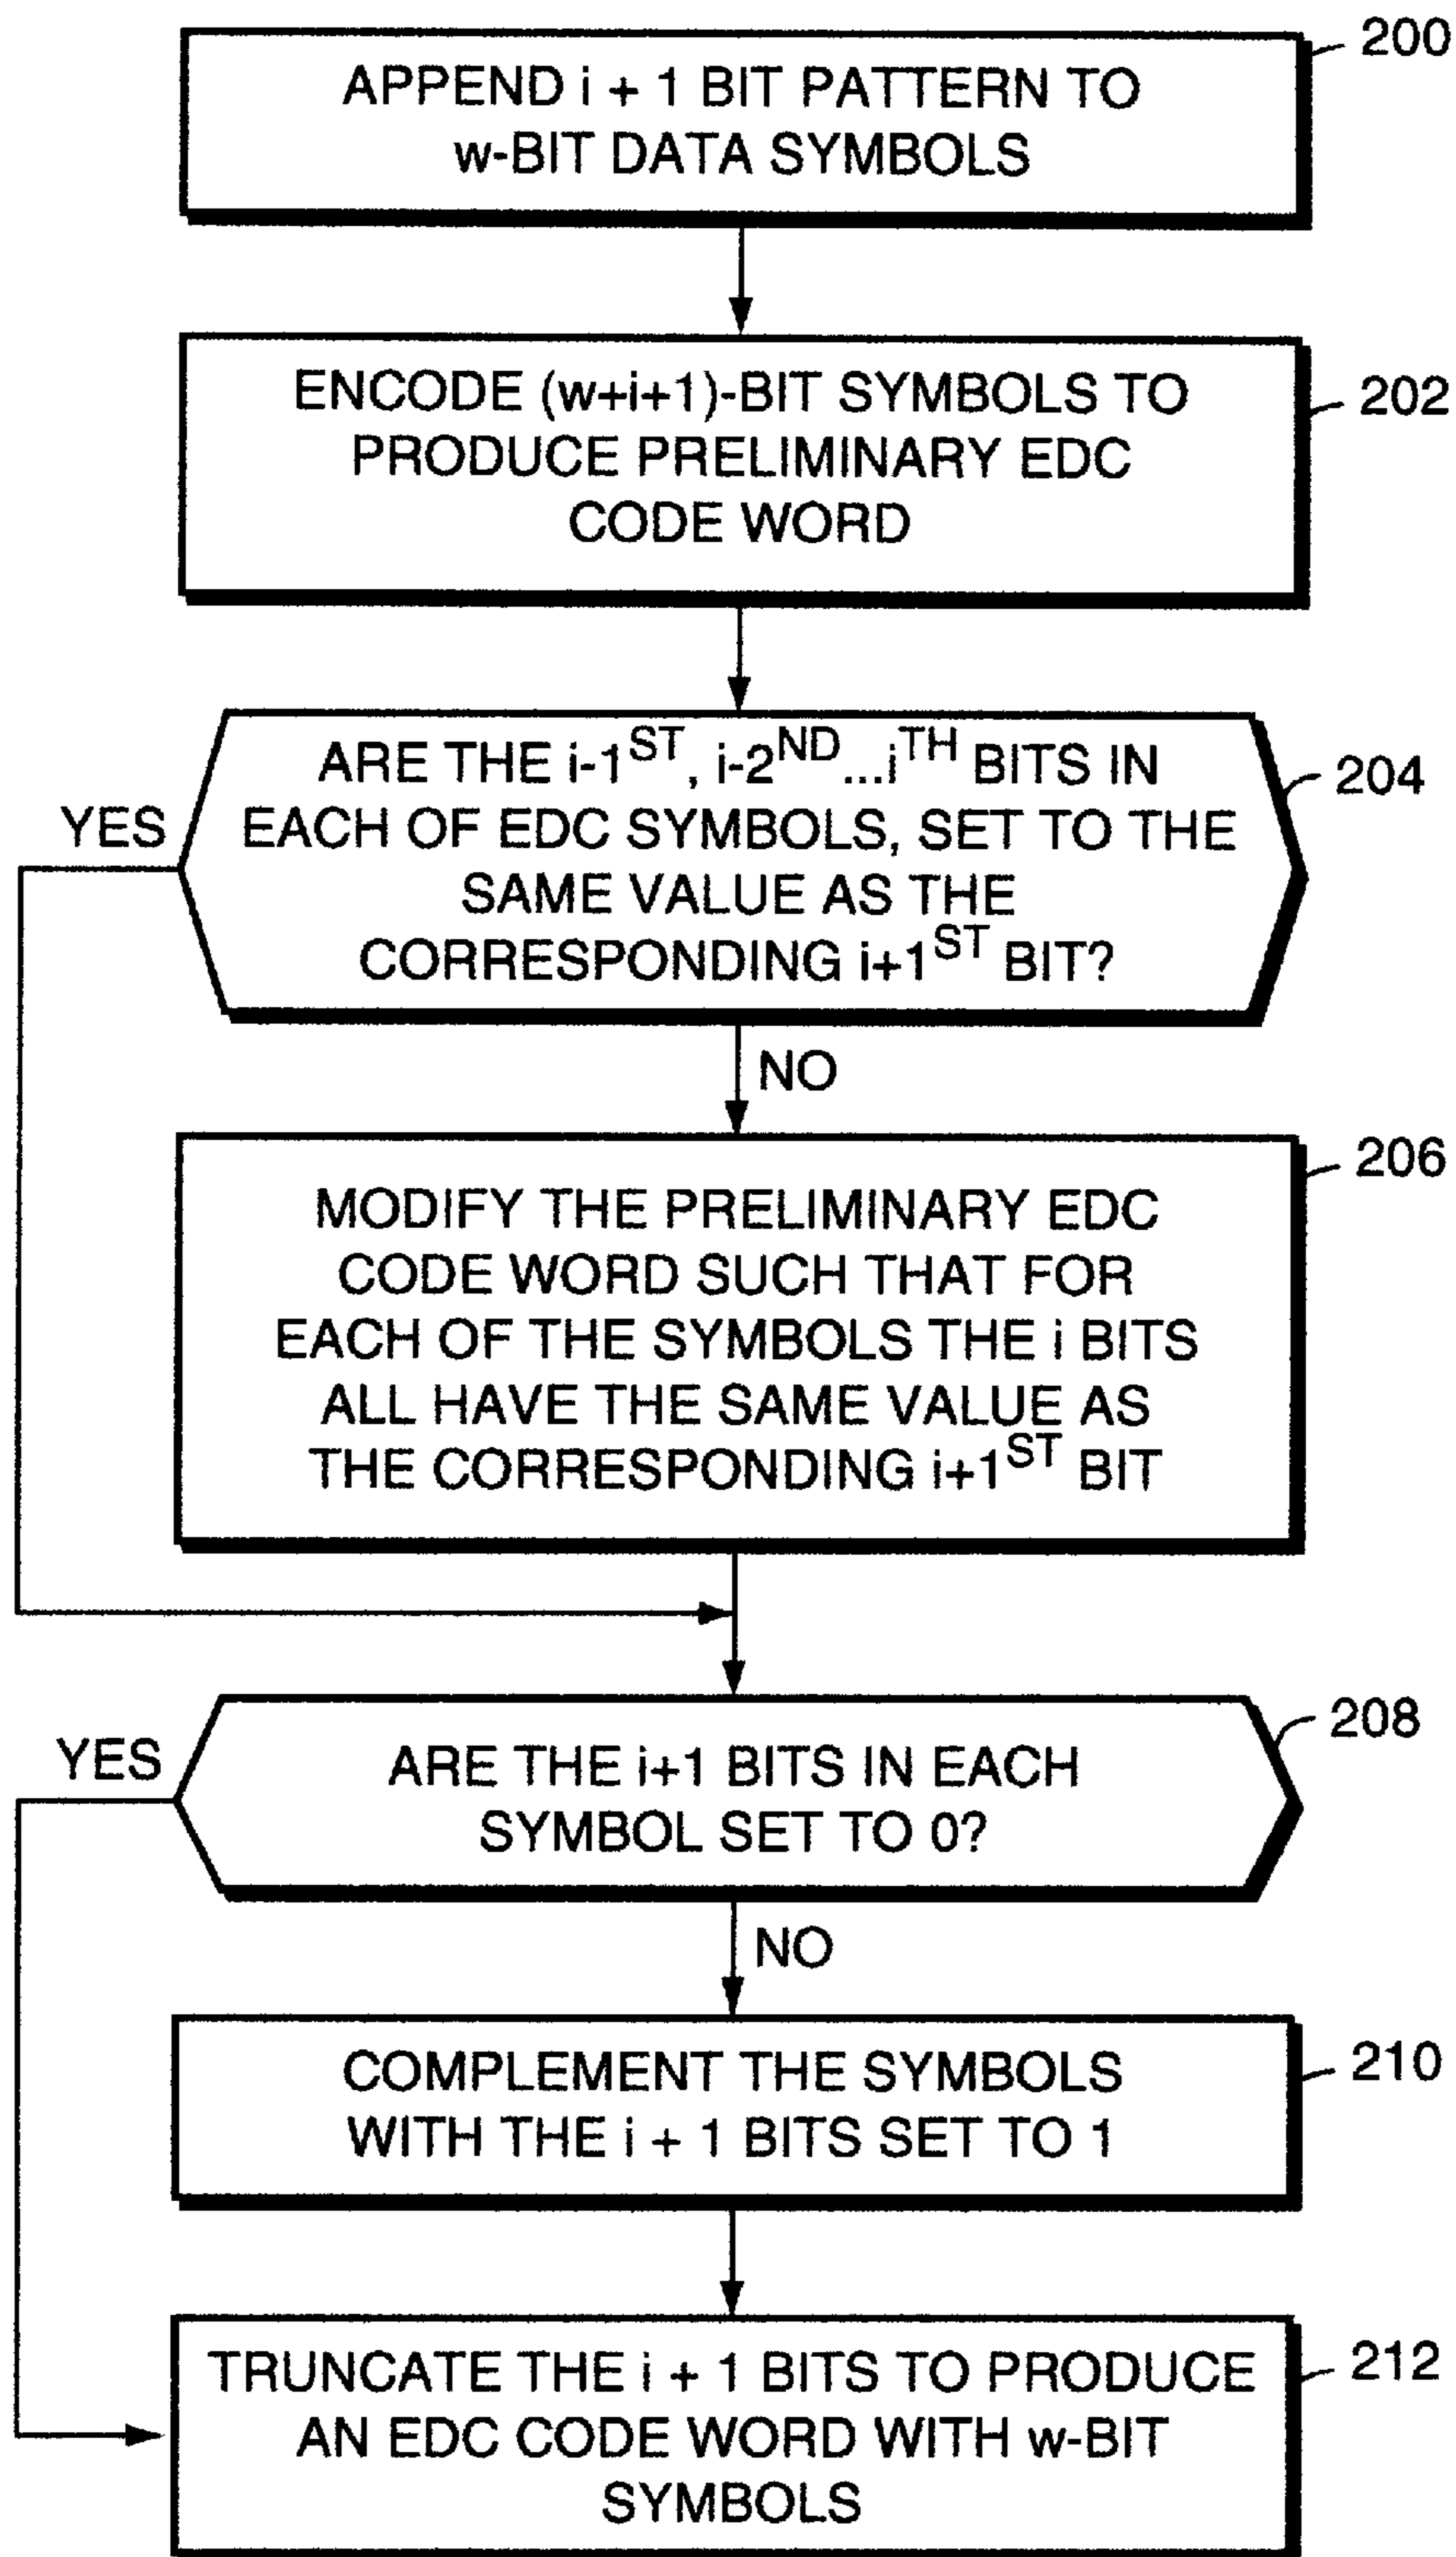 200
APPEND i + 1 BIT PATTERN TO
w-BIT DATA SYMBOLS
202
ENCODE (w+i+1)-BIT SYMBOLS TO
PRODUCE PRELIMINARY EDC
CODE WORD
204
ARE THE i-1ST, i-2ND...iTH BITS IN
EACH OF EDC SYMBOLS, SET TO THE
SAME VALUE AS THE
CORRESPONDING i+1ST BIT?
YES
NO
206
MODIFY THE PRELIMINARY EDC
CODE WORD SUCH THAT FOR
EACH OF THE SYMBOLS THE i BITS
ALL HAVE THE SAME VALUE AS
THE CORRESPONDING i+1ST BIT
208
YES
ARE THE i+1 BITS IN EACH
SYMBOL SET TO 0?
NO
210
COMPLEMENT THE SYMBOLS
WITH THE i + 1 BITS SET TO 1
212
TRUNCATE THE i + 1 BITS TO PRODUCE
AN EDC CODE WORD WITH w-BIT
SYMBOLS